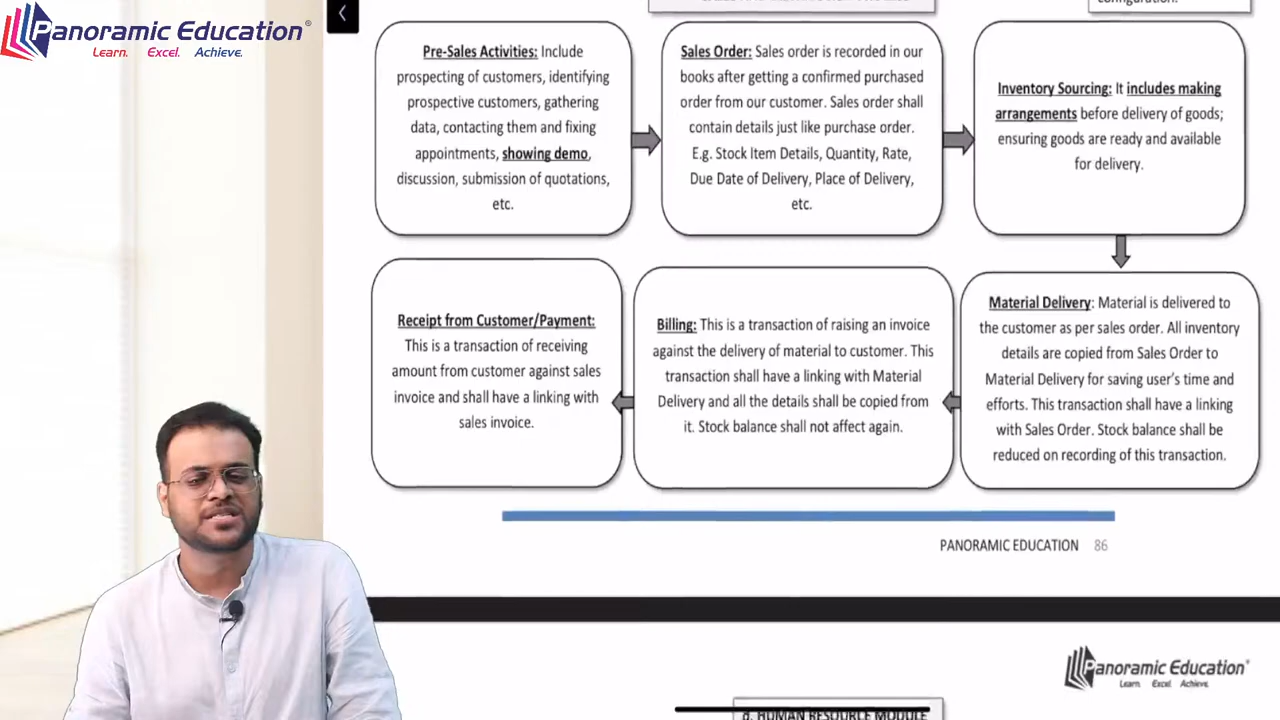 Panoramic Education®
Learn. Excel. Achieve.
configuration.
Pre-Sales Activities: Include
prospecting of customers, identifying
prospective customers, gathering
data, contacting them and fixing
appointments, showing demo,
discussion, submission of quotations,
etc.
Sales Order: Sales order is recorded in our
books after getting a confirmed purchased
order from our customer. Sales order shall
contain details just like purchase order.
E.g. Stock Item Details, Quantity, Rate,
Due Date of Delivery, Place of Delivery,
etc.
Inventory Sourcing: It includes making
arrangements before delivery of goods;
ensuring goods are ready and available
for delivery.
Receipt from Customer/Payment:
This is a transaction of receiving
amount from customer against sales
invoice and shall have a linking with
sales invoice.
Billing: This is a transaction of raising an invoice
against the delivery of material to customer. This
transaction shall have a linking with Material
Delivery and all the details shall be copied from
it. Stock balance shall not affect again.
Material Delivery: Material is delivered to
the customer as per sales order. All inventory
details are copied from Sales Order to
Material Delivery for saving user's time and
efforts. This transaction shall have a linking
with Sales Order. Stock balance shall be
reduced on recording of this transaction.
PANORAMIC EDUCATION 86
Panoramic Education®
Learn. Excel. Achieve.
d. HUMAN RESOURCE MODULE